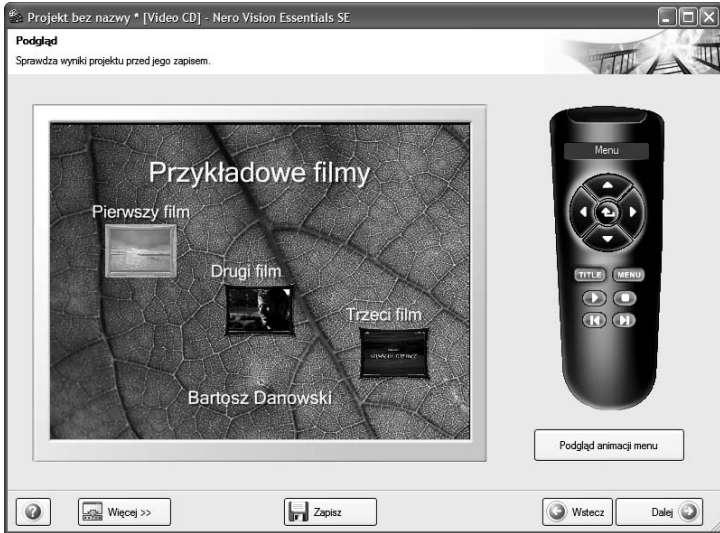 Projekt bez nazwy * [Video CD] - Nero Vision Essentials SE
Podgląd
Sprawdza wyniki projektu przed jego zapisem.
Przykładowe filmy
Pierwszy film
Drugi film
Trzeci film
Bartosz Danowski
Menu
TITLE MENU
Podgląd animacji menu
Więcej >>
Zapisz
Wstecz
Dalej